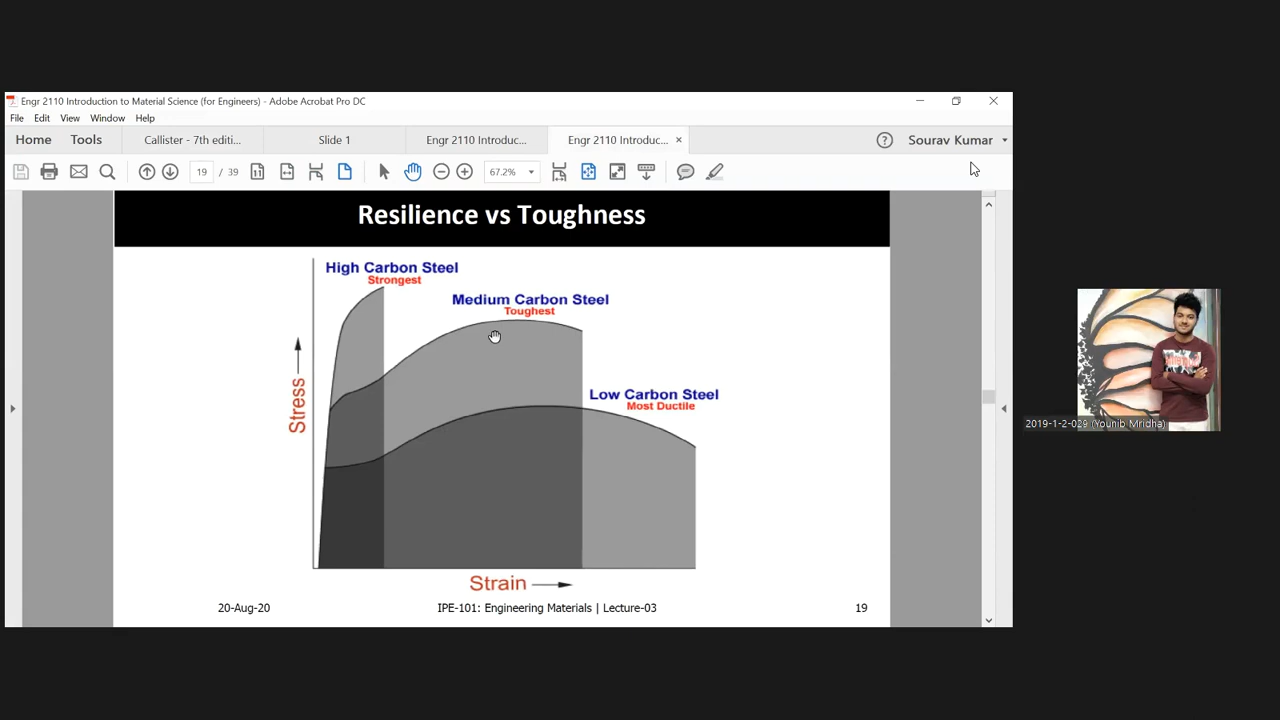 Engr 2110 Introduction to Material Science (for Engineers) - Adobe Acrobat Pro DC
File Edit View Window Help
Home Tools Callister - 7th editi... Slide 1 Engr 2110 Introduc... Engr 2110 Introduc... × Sourav Kumar
19 / 39 67.2%
Resilience vs Toughness
High Carbon Steel
Strongest
Medium Carbon Steel
Toughest
Low Carbon Steel
Most Ductile
Stress
Strain
20-Aug-20 IPE-101: Engineering Materials | Lecture-03 19
2019-1-2-029 (Younib Mridha)